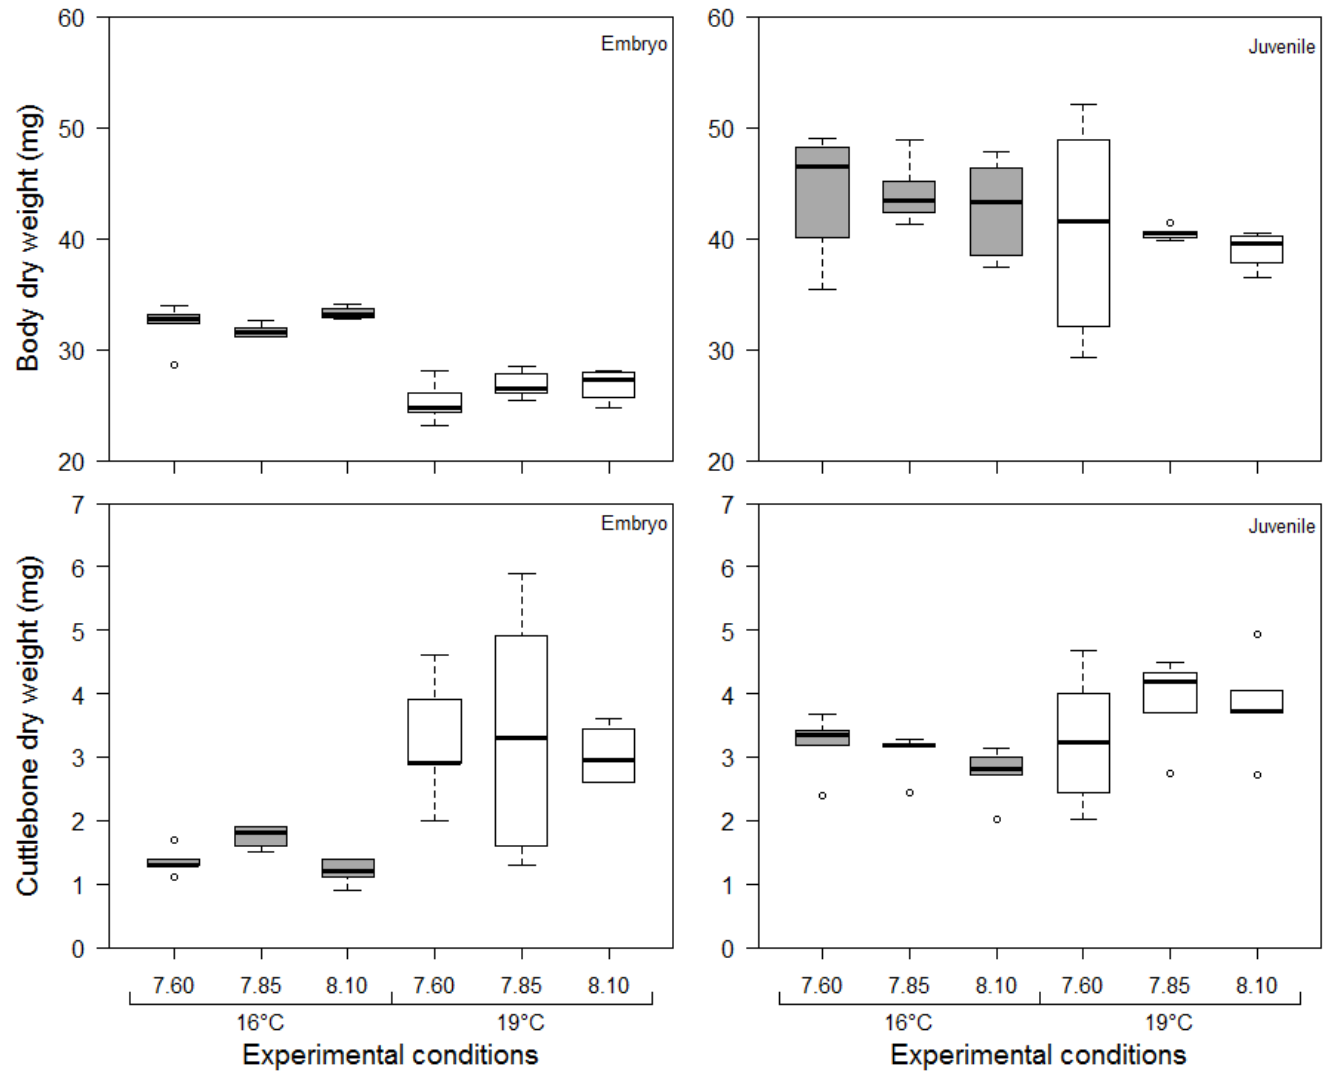 Body dry weight (mg)
60
50
40
30
20
Embryo
60
50
40
30
20
Juvenile
Cuttlebone dry weight (mg)
7
6
5
4
3
2
1
0
Embryo
7.60 7.85 8.10 7.60 7.85 8.10
16°C 19°C
Experimental conditions
7
6
5
4
3
2
1
0
Juvenile
7.60 7.85 8.10 7.60 7.85 8.10
16°C 19°C
Experimental conditions